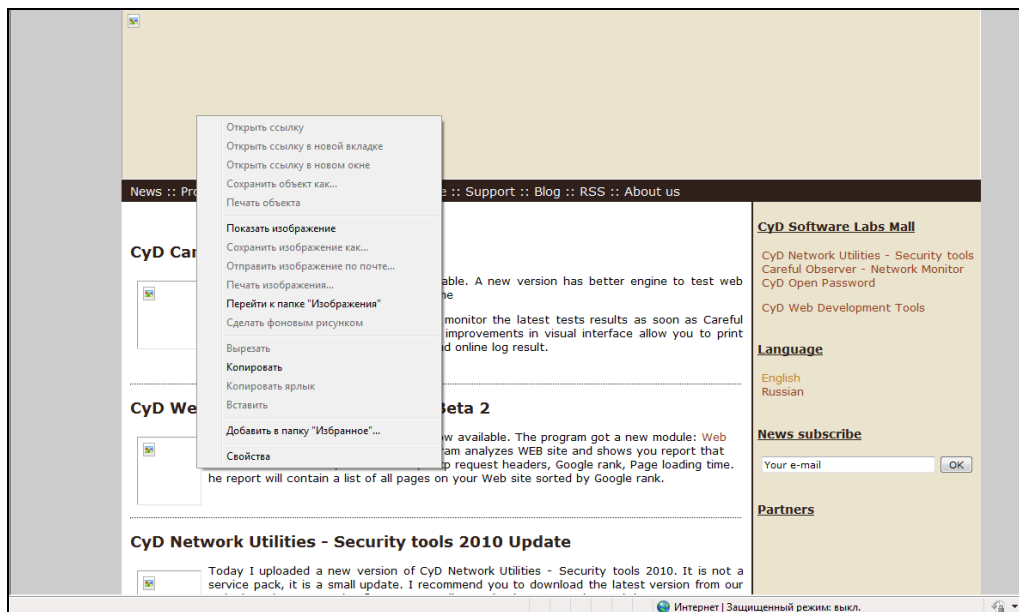 Открыть ссылку
Открыть ссылку в новой вкладке
Открыть ссылку в новом окне
Сохранить объект как...
Печать объекта
Показать изображение
Сохранить изображение как...
Отправить изображение по почте...
Печать изображения...
Перейти к папке "Изображения"
Сделать фоновым рисунком
Вырезать
Копировать
Копировать ярлык
Вставить
Добавить в папку "Избранное"...
Свойства
News :: :: Support :: Blog :: RSS :: About us
CyD
able. A new version has better engine to test web
monitor the latest tests results as soon as Careful
improvements in visual interface allow you to print
online log result.
CyD Beta 2
available. The program got a new module: Web
analyzes WEB site and shows you report that
request headers, Google rank, Page loading time.
he report will contain a list of all pages on your Web site sorted by Google rank.
CyD Network Utilities - Security tools 2010 Update
Today I uploaded a new version of CyD Network Utilities - Security tools 2010. It is not a
service pack, it is a small update. I recommend you to download the latest version from our
CyD Software Labs Mall
CyD Network Utilities - Security tools
Careful Observer - Network Monitor
CyD Open Password
CyD Web Development Tools
Language
English
Russian
News subscribe
Your e-mail OK
Partners
Интернет | Защищенный режим: выкл.